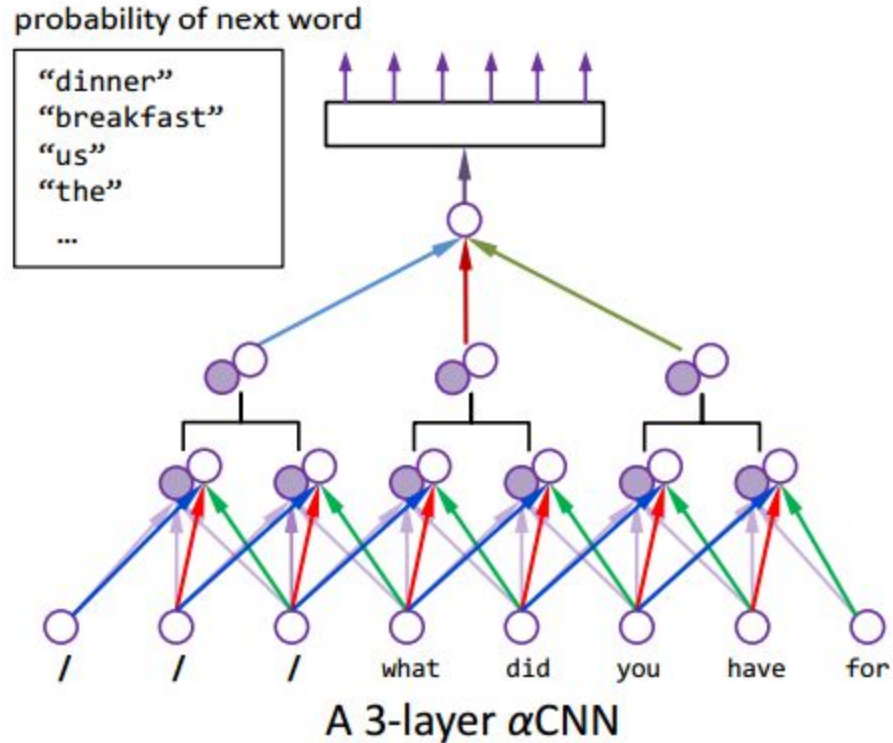 probability of next word
“dinner”
“breakfast”
“us”
“the”
…
/ / / what did you have for
A 3-layer αCNN